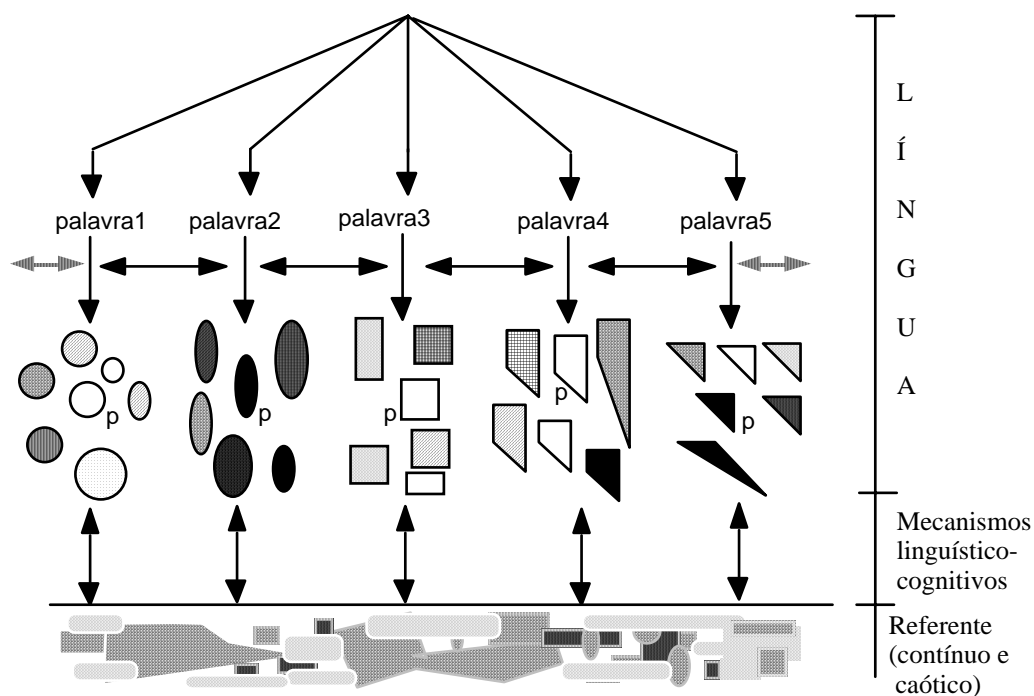 palavra1 palavra2 palavra3 palavra4 palavra5
p p p p p
L
Í
N
G
U
A
Mecanismos
linguístico-
cognitivos
Referente
(contínuo e
caótico)